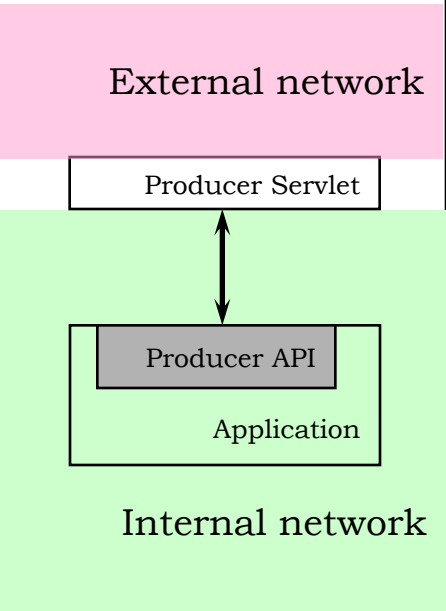 External network
Producer Servlet
Producer API
Application
Internal network